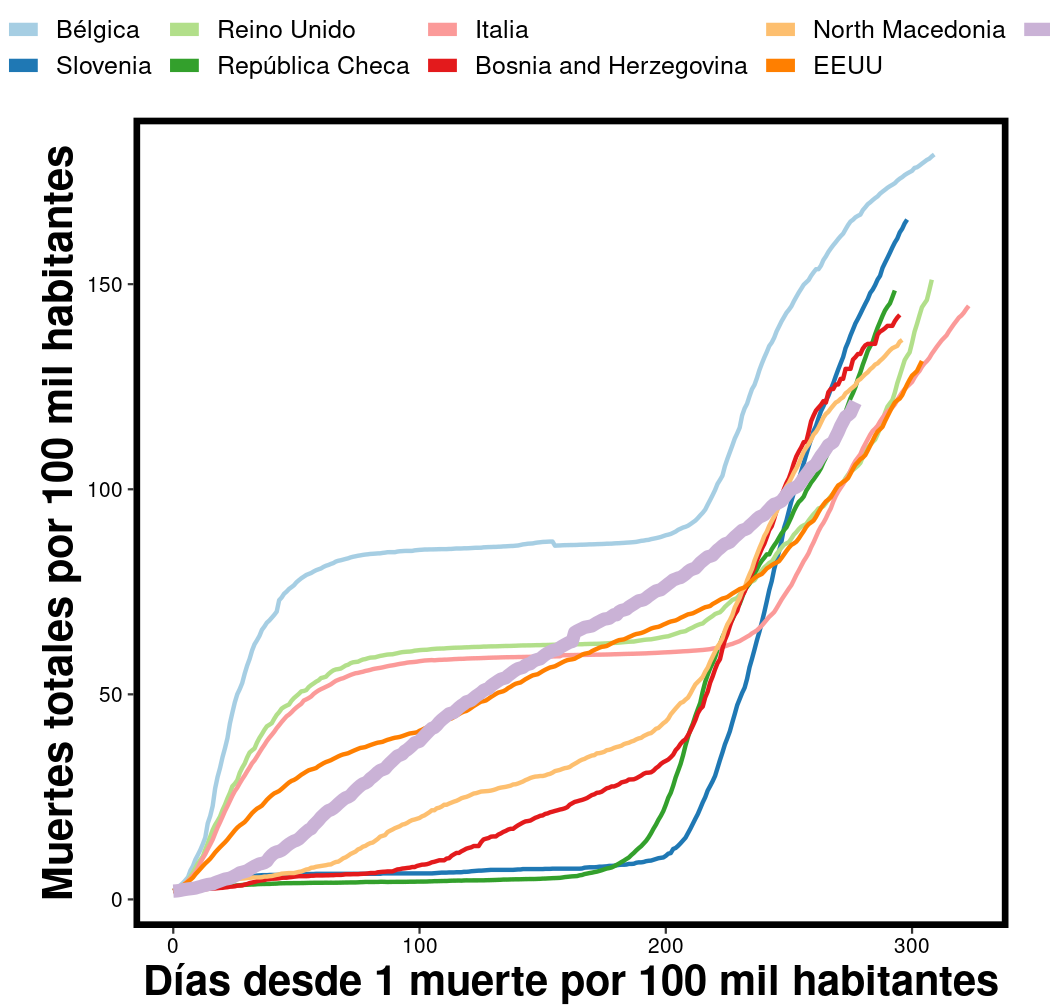 Bélgica Reino Unido Italia North Macedonia
Slovenia República Checa Bosnia and Herzegovina EEUU
Muertes totales por 100 mil habitantes
150
100
50
0
0 100 200 300
Días desde 1 muerte por 100 mil habitantes